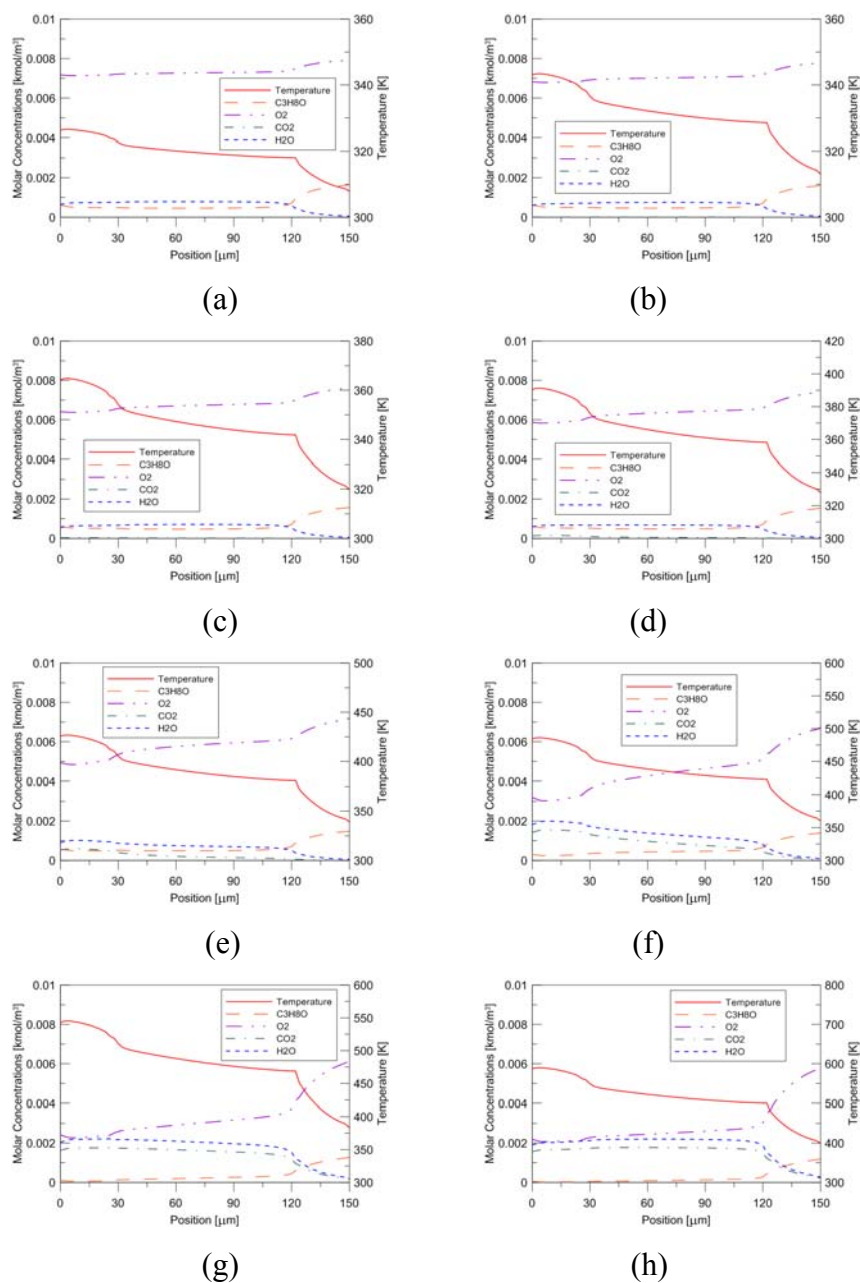 0.01
0.008
0.006
0.004
0.002
0
Molar Concentrations [kmol/m³]
Temperature
C3H8O
O2
CO2
H2O
360
340
320
300
Temperature [K]
0 30 60 90 120 150
Position [μm]
(a)
0.01
0.008
0.006
0.004
0.002
0
Molar Concentrations [kmol/m³]
Temperature
C3H8O
O2
CO2
H2O
360
340
320
300
Temperature [K]
0 30 60 90 120 150
Position [μm]
(b)
0.01
0.008
0.006
0.004
0.002
0
Molar Concentrations [kmol/m³]
Temperature
C3H8O
O2
CO2
H2O
380
360
340
320
300
Temperature [K]
0 30 60 90 120 150
Position [μm]
(c)
0.01
0.008
0.006
0.004
0.002
0
Molar Concentrations [kmol/m³]
Temperature
C3H8O
O2
CO2
H2O
420
400
380
360
340
320
300
Temperature [K]
0 30 60 90 120 150
Position [μm]
(d)
0.01
0.008
0.006
0.004
0.002
0
Molar Concentrations [kmol/m³]
Temperature
C3H8O
O2
CO2
H2O
500
450
400
350
300
Temperature [K]
0 30 60 90 120 150
Position [μm]
(e)
0.01
0.008
0.006
0.004
0.002
0
Molar Concentrations [kmol/m³]
Temperature
C3H8O
O2
CO2
H2O
600
550
500
450
400
350
300
Temperature [K]
0 30 60 90 120 150
Position [μm]
(f)
0.01
0.008
0.006
0.004
0.002
0
Molar Concentrations [kmol/m³]
Temperature
C3H8O
O2
CO2
H2O
600
550
500
450
400
350
300
Temperature [K]
0 30 60 90 120 150
Position [μm]
(g)
0.01
0.008
0.006
0.004
0.002
0
Molar Concentrations [kmol/m³]
Temperature
C3H8O
O2
CO2
H2O
800
700
600
500
400
300
Temperature [K]
0 30 60 90 120 150
Position [μm]
(h)